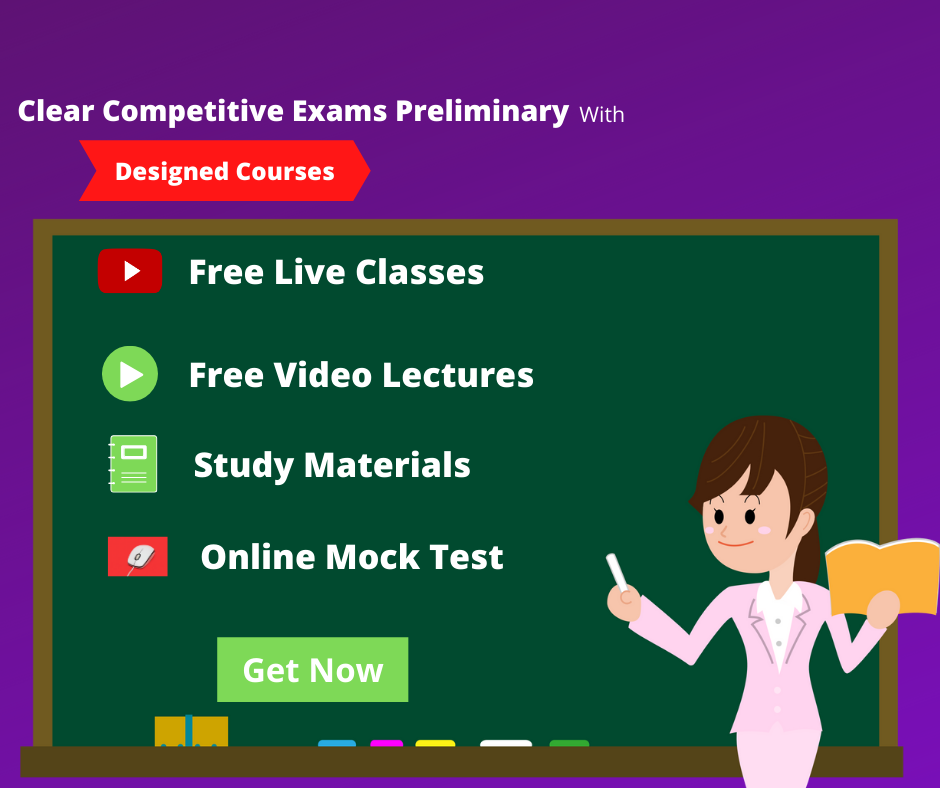 Clear Competitive Exams Preliminary With
Designed Courses
Free Live Classes
Free Video Lectures
Study Materials
Online Mock Test
Get Now